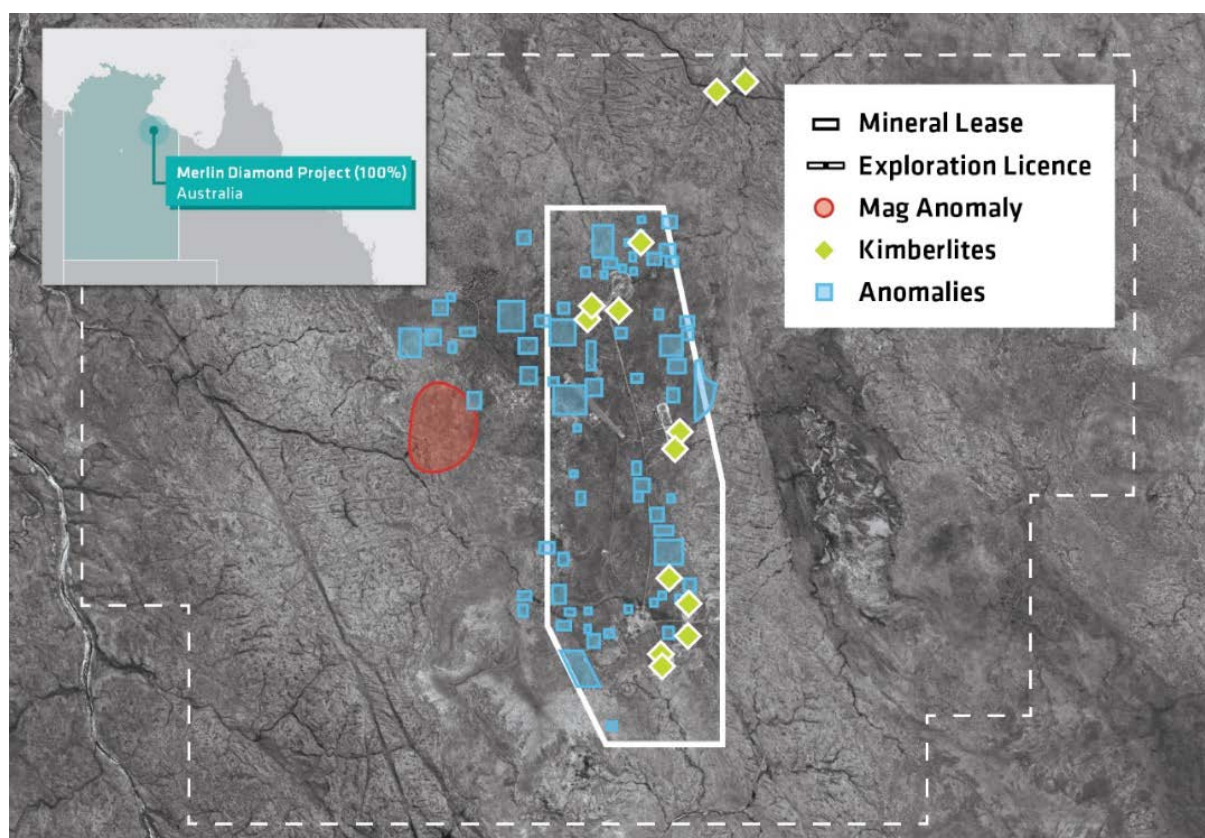 Merlin Diamond Project (100%)
Australia
Mineral Lease
Exploration Licence
Mag Anomaly
Kimberlites
Anomalies